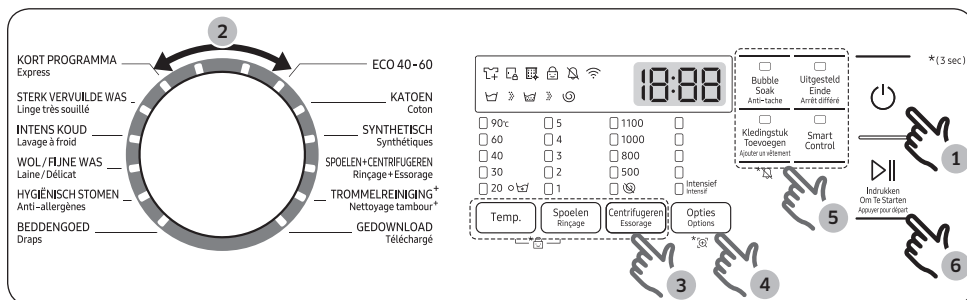 2
KORT PROGRAMMA
Express
STERK VERVUILDE WAS
Linge très souillé
INTENS KOUD
Lavage à froid
WOL / FIJNE WAS
Laine / Délicat
HYGIËNISCH STOMEN
Anti-allergènes
BEDDENGOED
Draps
ECO 40-60
KATOEN
Coton
SYNTHETISCH
Synthétiques
SPOELEN+CENTRIFUGEREN
Rinçage+Essorage
TROMMELREINIGING+
Nettoyage tambour+
GEDOWNLOAD
Téléchargé
18:88
90℃ 5 1100
60 4 1000
40 3 800
30 2 500
20 1
Intensief
Intensif
Temp.
Spoelen
Rinçage
Centrifugeren
Essorage
Opties
Options
*
*
3
4
Bubble
Soak
Anti-tache
Uitgesteld
Einde
Arrêt différé
Kledingstuk
Toevoegen
Ajouter un vêtement
Smart
Control
*
5
*(3 sec)
1
Indrukken
Om Te Starten
Appuyer pour départ
6